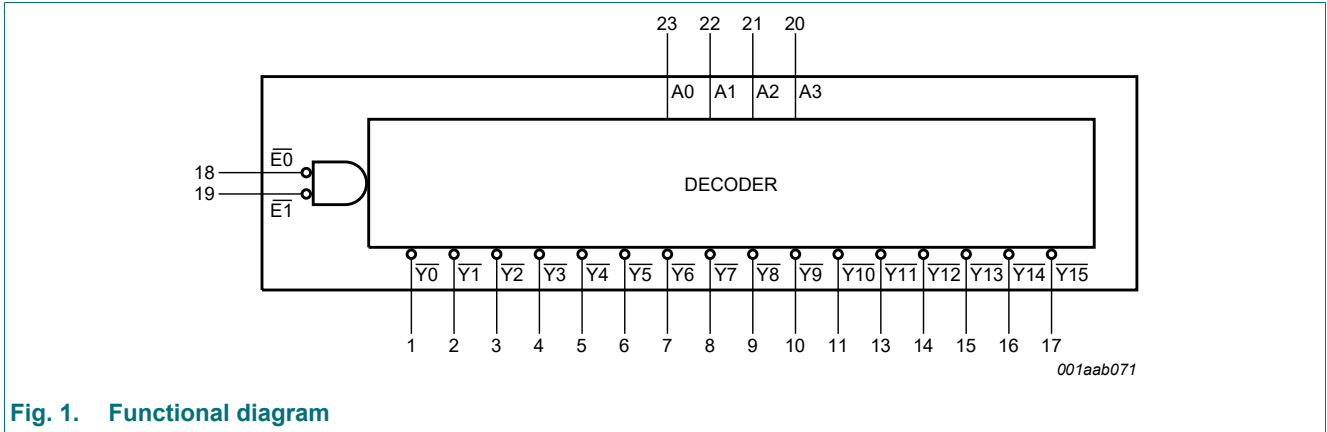 23 22 21 20
A0 A1 A2 A3
18 E0
DECODER
19 E1
Y0 Y1 Y2 Y3 Y4 Y5 Y6 Y7 Y8 Y9 Y10 Y11 Y12 Y13 Y14 Y15
1 2 3 4 5 6 7 8 9 10 11 13 14 15 16 17
001aab071
Fig. 1. Functional diagram